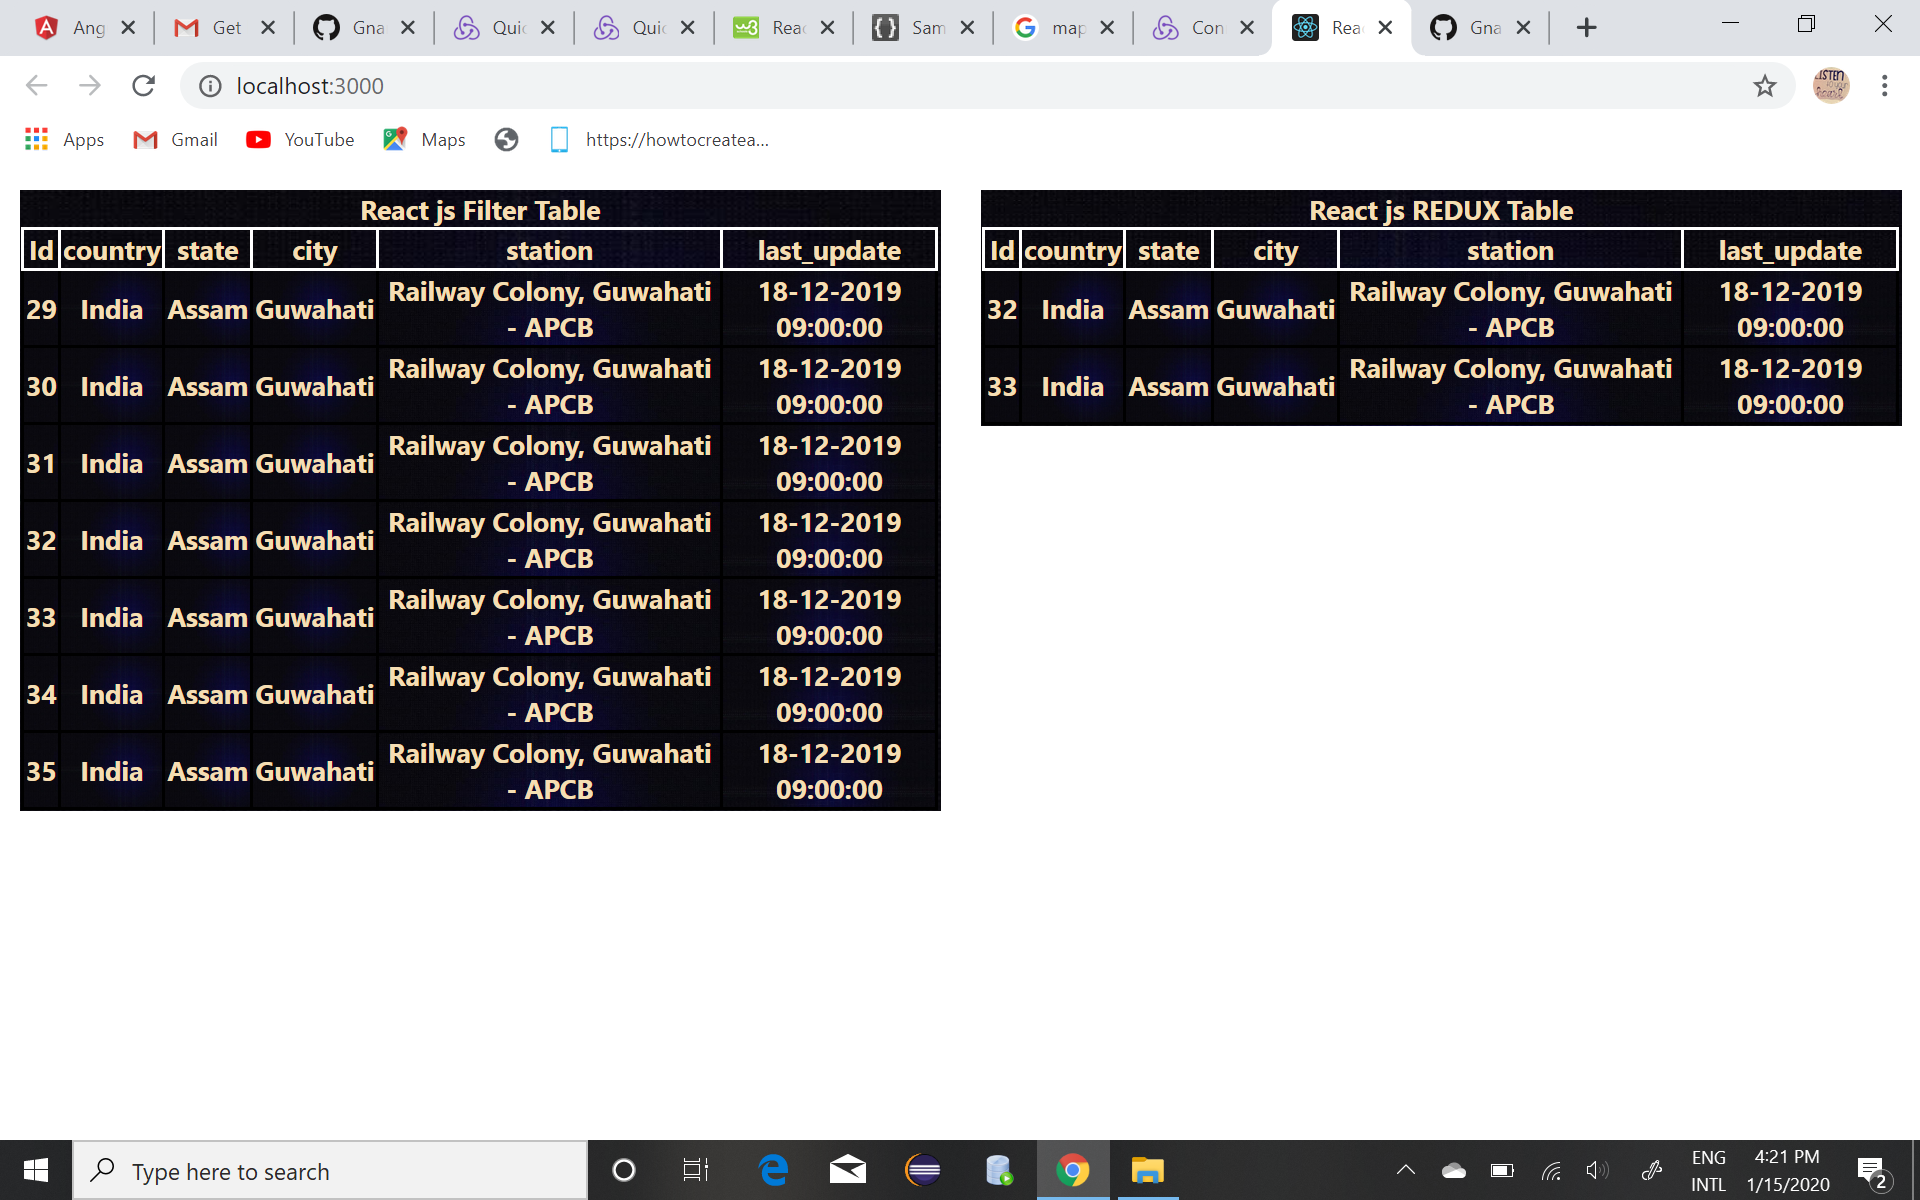 Ang Get Gna Quic Quic Reac Sam map Con Reac Gna
localhost:3000
Apps Gmail YouTube Maps https://howtocreatea...
React js Filter Table
Id country state city station last_update
29 India Assam Guwahati Railway Colony, Guwahati 18-12-2019
- APCB 09:00:00
30 India Assam Guwahati Railway Colony, Guwahati 18-12-2019
- APCB 09:00:00
31 India Assam Guwahati Railway Colony, Guwahati 18-12-2019
- APCB 09:00:00
32 India Assam Guwahati Railway Colony, Guwahati 18-12-2019
- APCB 09:00:00
33 India Assam Guwahati Railway Colony, Guwahati 18-12-2019
- APCB 09:00:00
34 India Assam Guwahati Railway Colony, Guwahati 18-12-2019
- APCB 09:00:00
35 India Assam Guwahati Railway Colony, Guwahati 18-12-2019
- APCB 09:00:00
React js REDUX Table
Id country state city station last_update
32 India Assam Guwahati Railway Colony, Guwahati 18-12-2019
- APCB 09:00:00
33 India Assam Guwahati Railway Colony, Guwahati 18-12-2019
- APCB 09:00:00
Type here to search
ENG 4:21 PM
INTL 1/15/2020 2